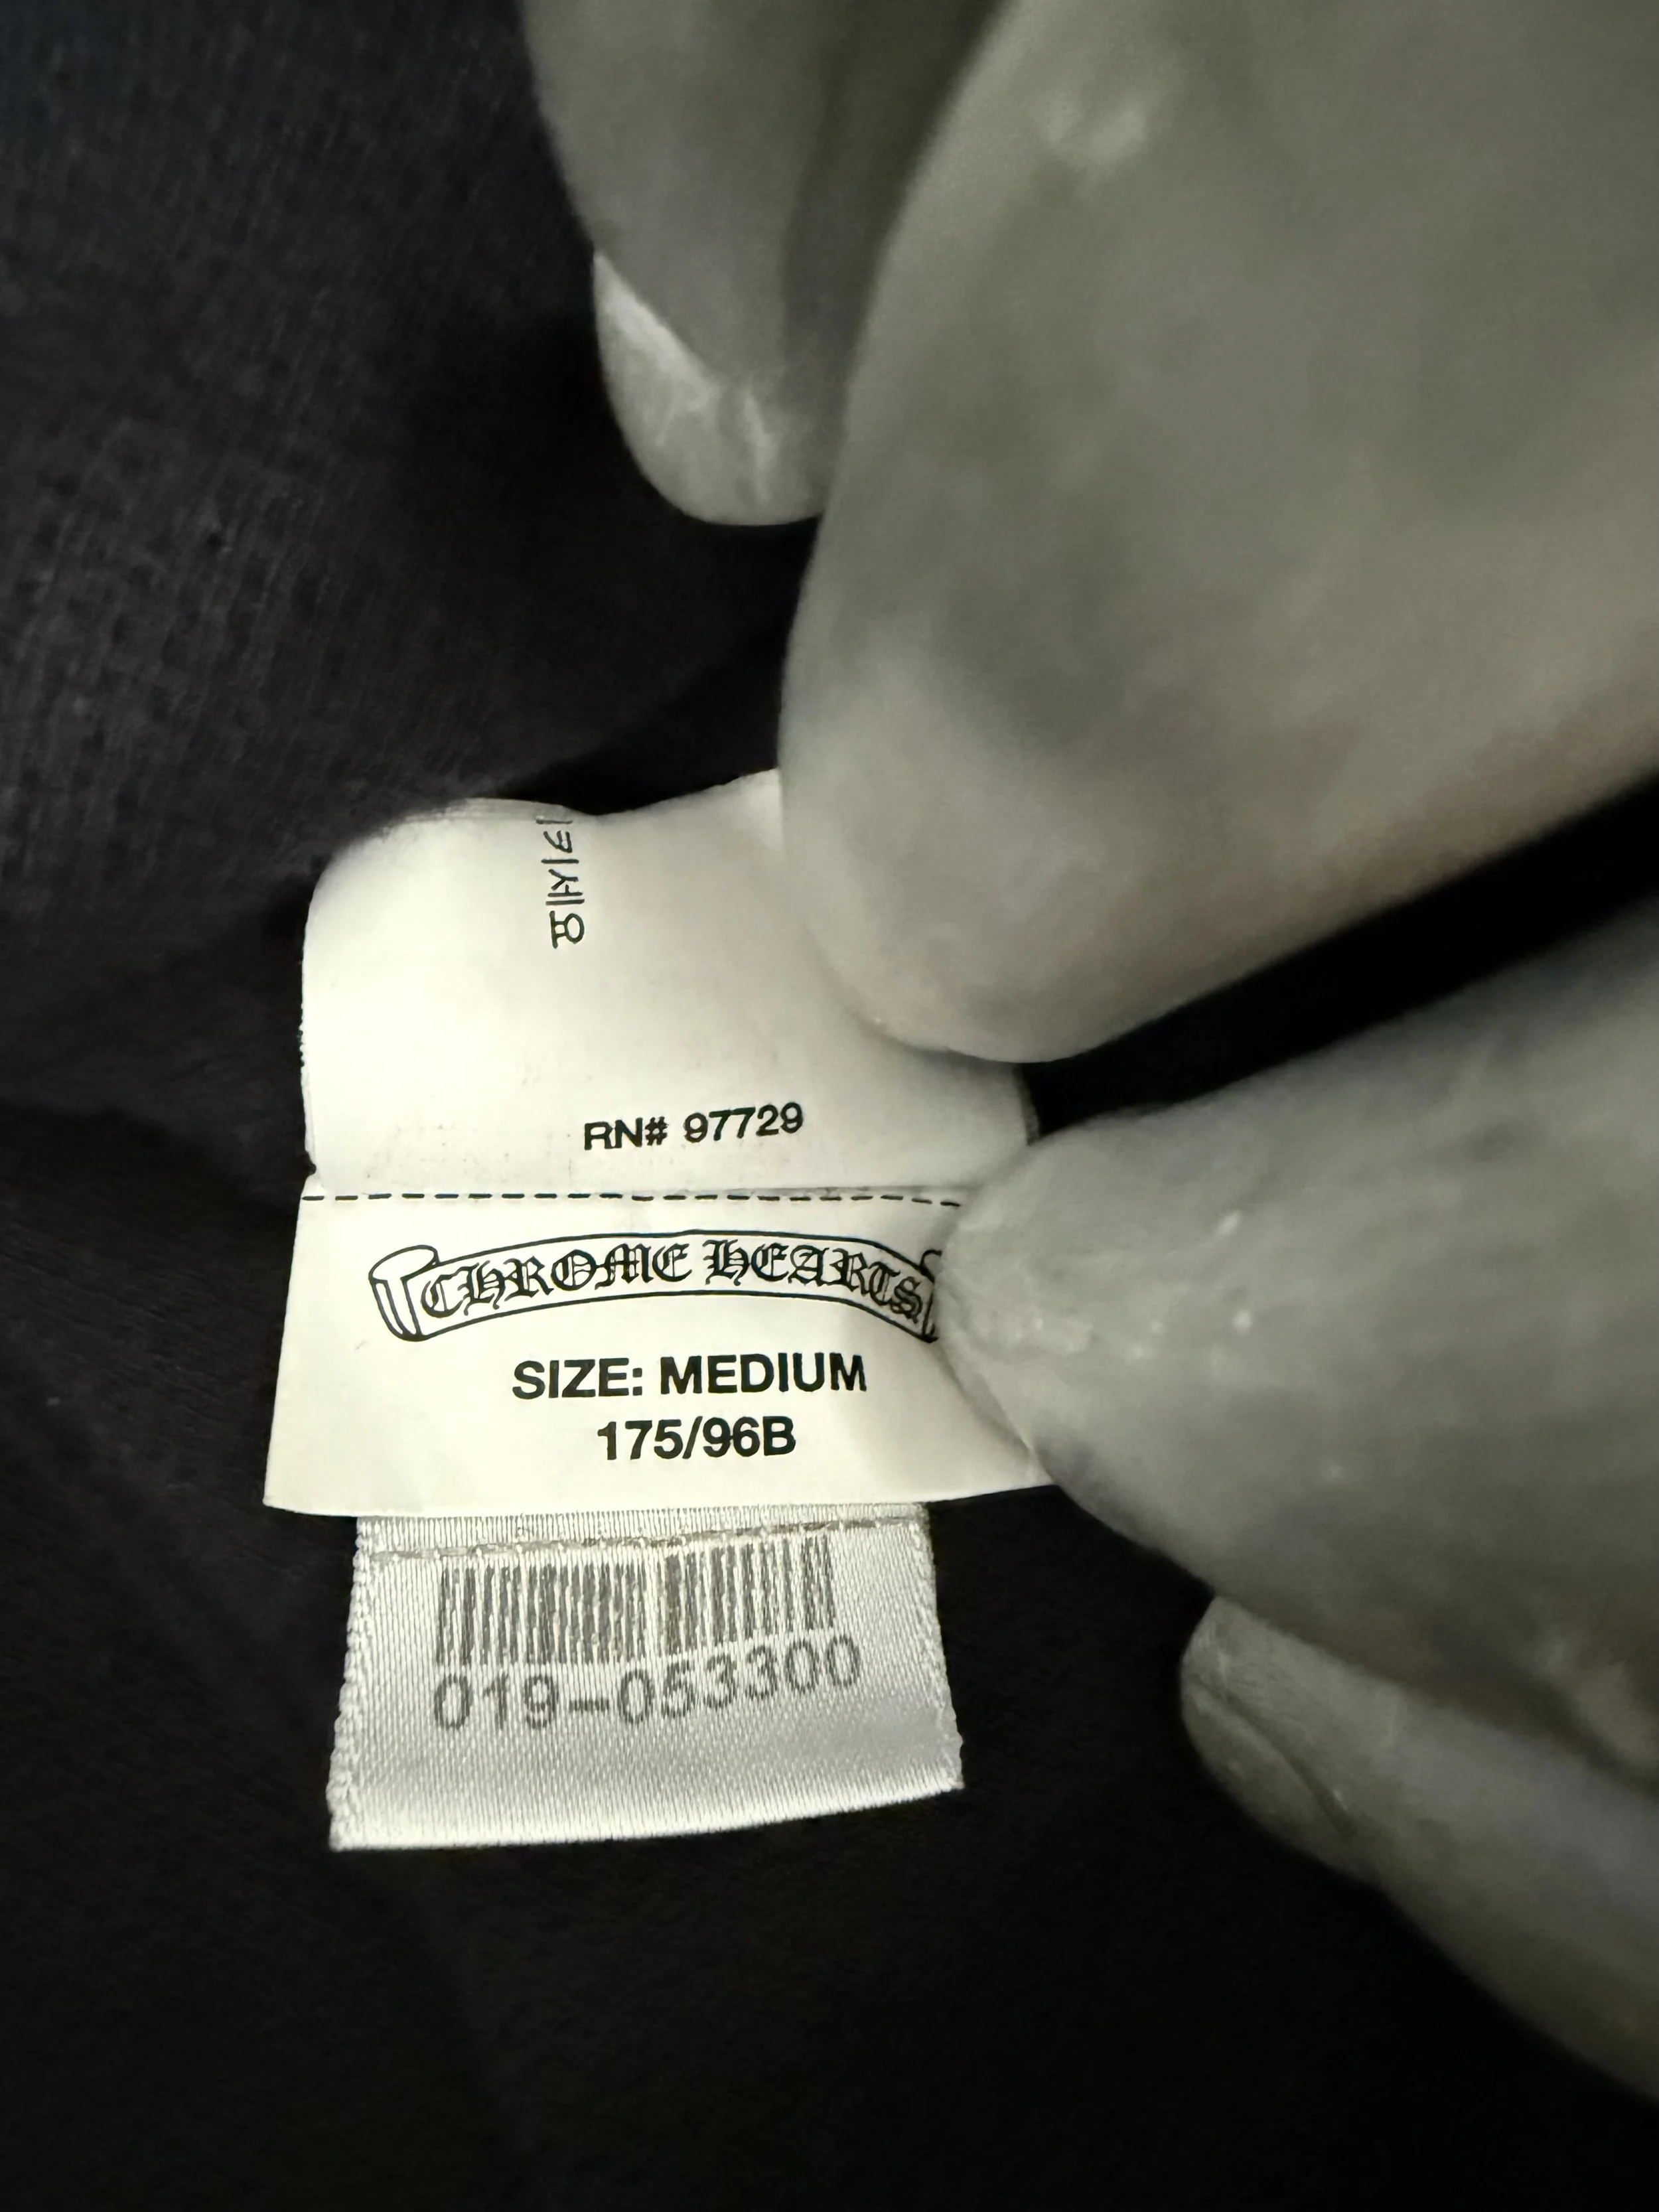 RN# 97729
CHROME HEARTS
SIZE: MEDIUM
175/96B
019-053300